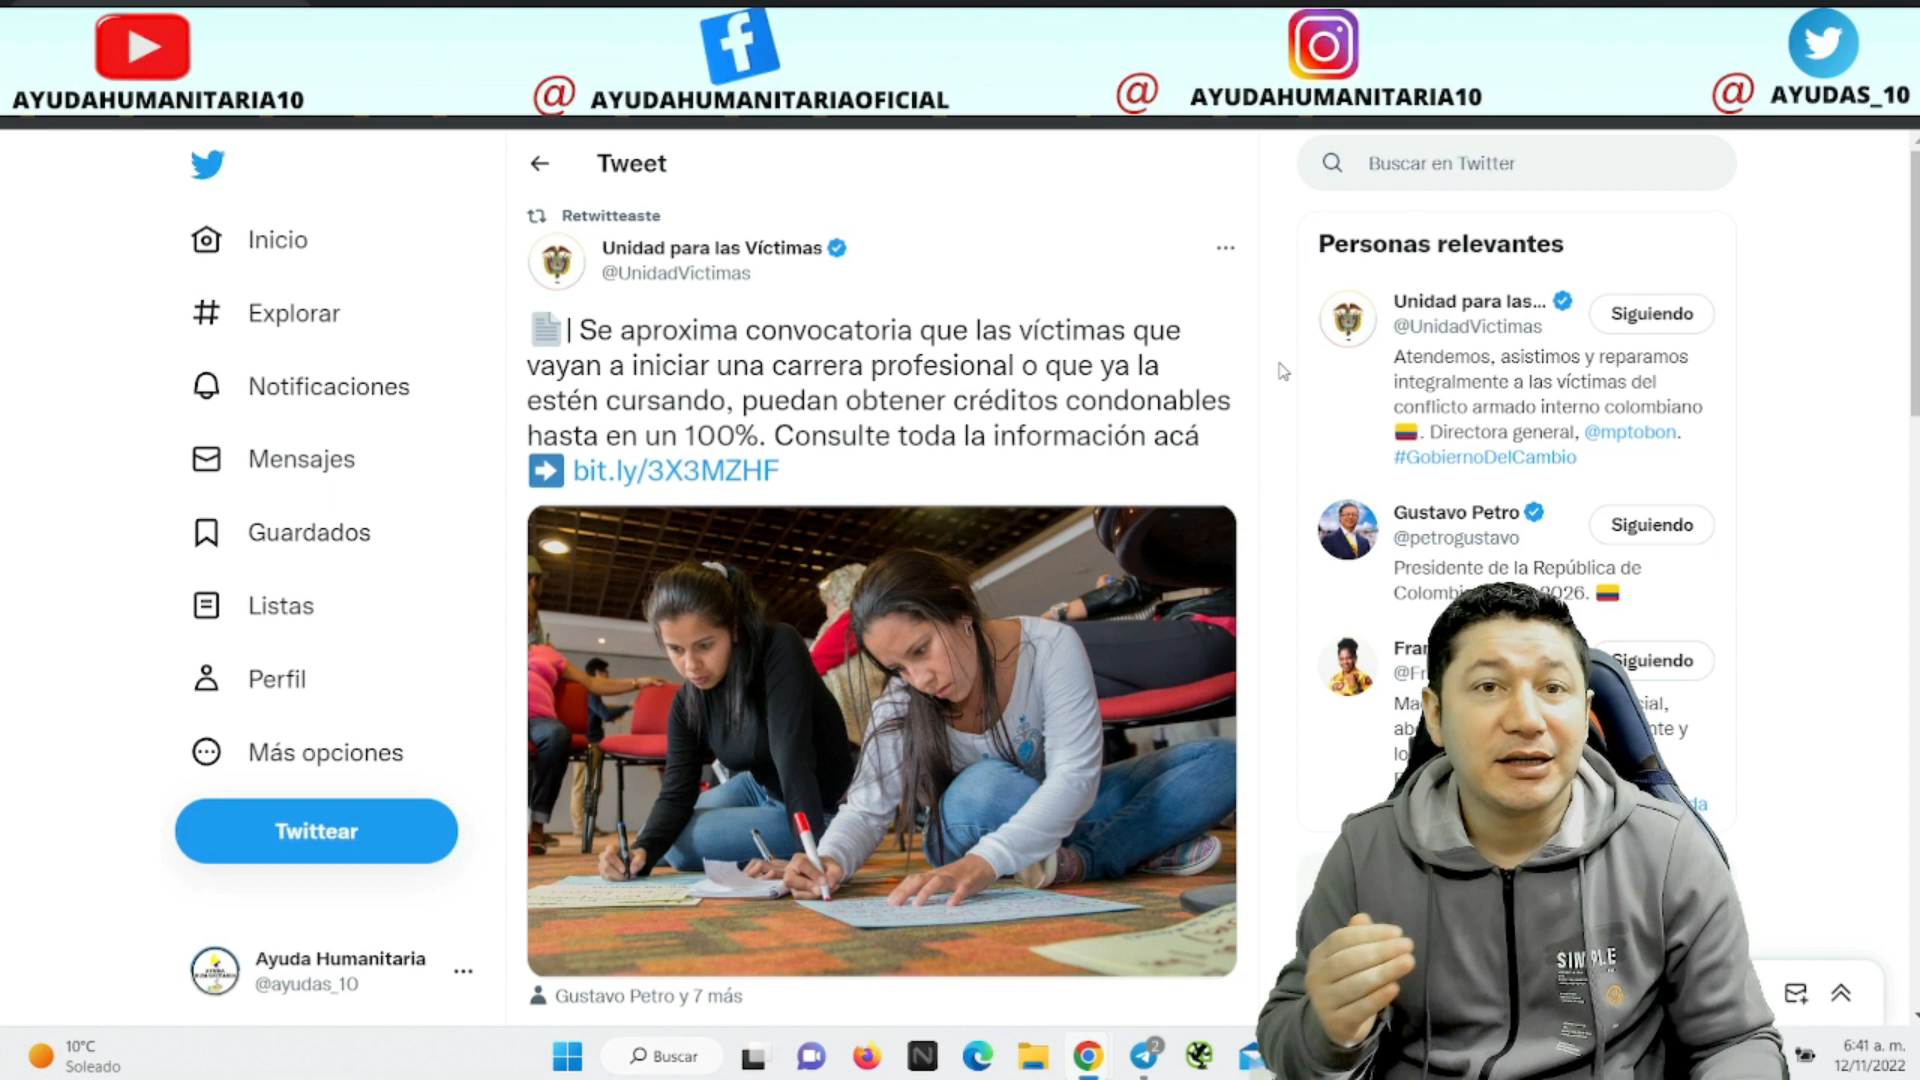 AYUDAHUMANITARIA10
@ AYUDAHUMANITARIAOFICIAL
@ AYUDAHUMANITARIA10
@ AYUDAS_10
Inicio
Explorar
Notificaciones
Mensajes
Guardados
Listas
Perfil
Más opciones
Twittear
Ayuda Humanitaria
@ayudas_10
Tweet
Retwitteaste
Unidad para las Víctimas
@UnidadVictimas
| Se aproxima convocatoria que las víctimas que
vayan a iniciar una carrera profesional o que ya la
estén cursando, puedan obtener créditos condonables
hasta en un 100%. Consulte toda la información acá
bit.ly/3X3MZHF
Gustavo Petro y 7 más
Buscar en Twitter
Personas relevantes
Unidad para las...
@UnidadVictimas
Siguiendo
Atendemos, asistimos y reparamos
integralmente a las víctimas del
conflicto armado interno colombiano
. Directora general, @mptobon.
#GobiernoDelCambio
Gustavo Petro
@petrogustavo
Siguiendo
Presidente de la República de
2026.
Siguiendo
SIMPLE
10°C
Soleado
Buscar
2
6:41 a. m.
12/11/2022